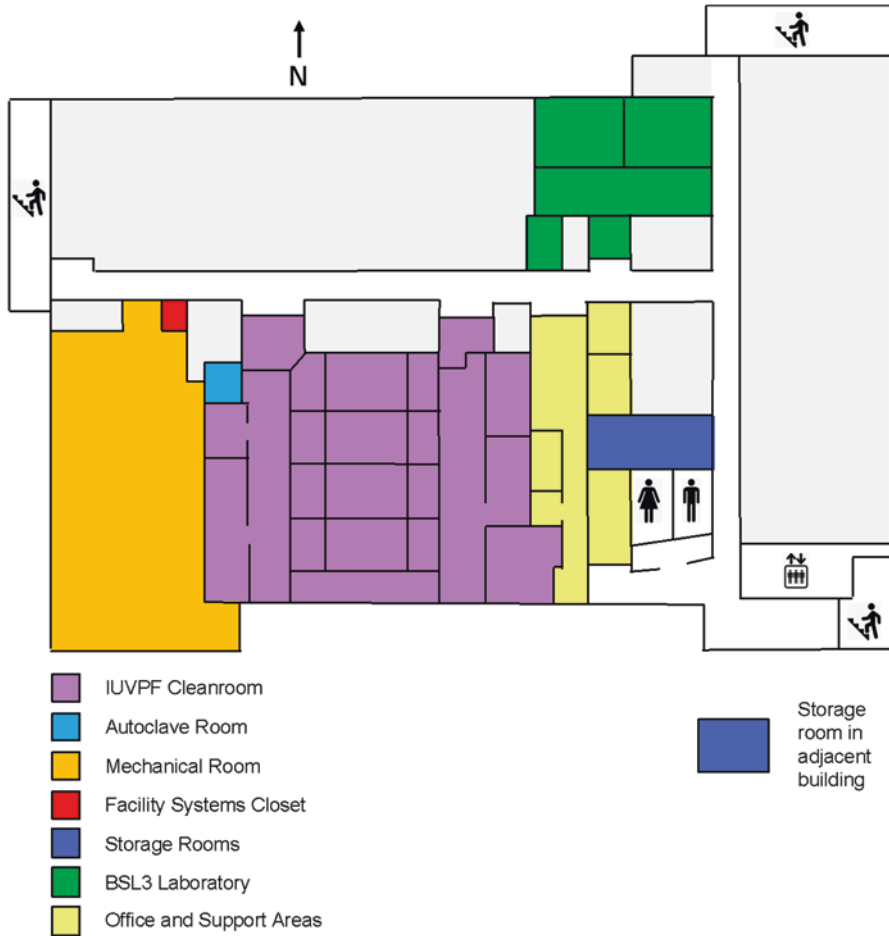 N
IUVPF Cleanroom
Autoclave Room
Mechanical Room
Facility Systems Closet
Storage Rooms
BSL3 Laboratory
Office and Support Areas
Storage
room in
adjacent
building